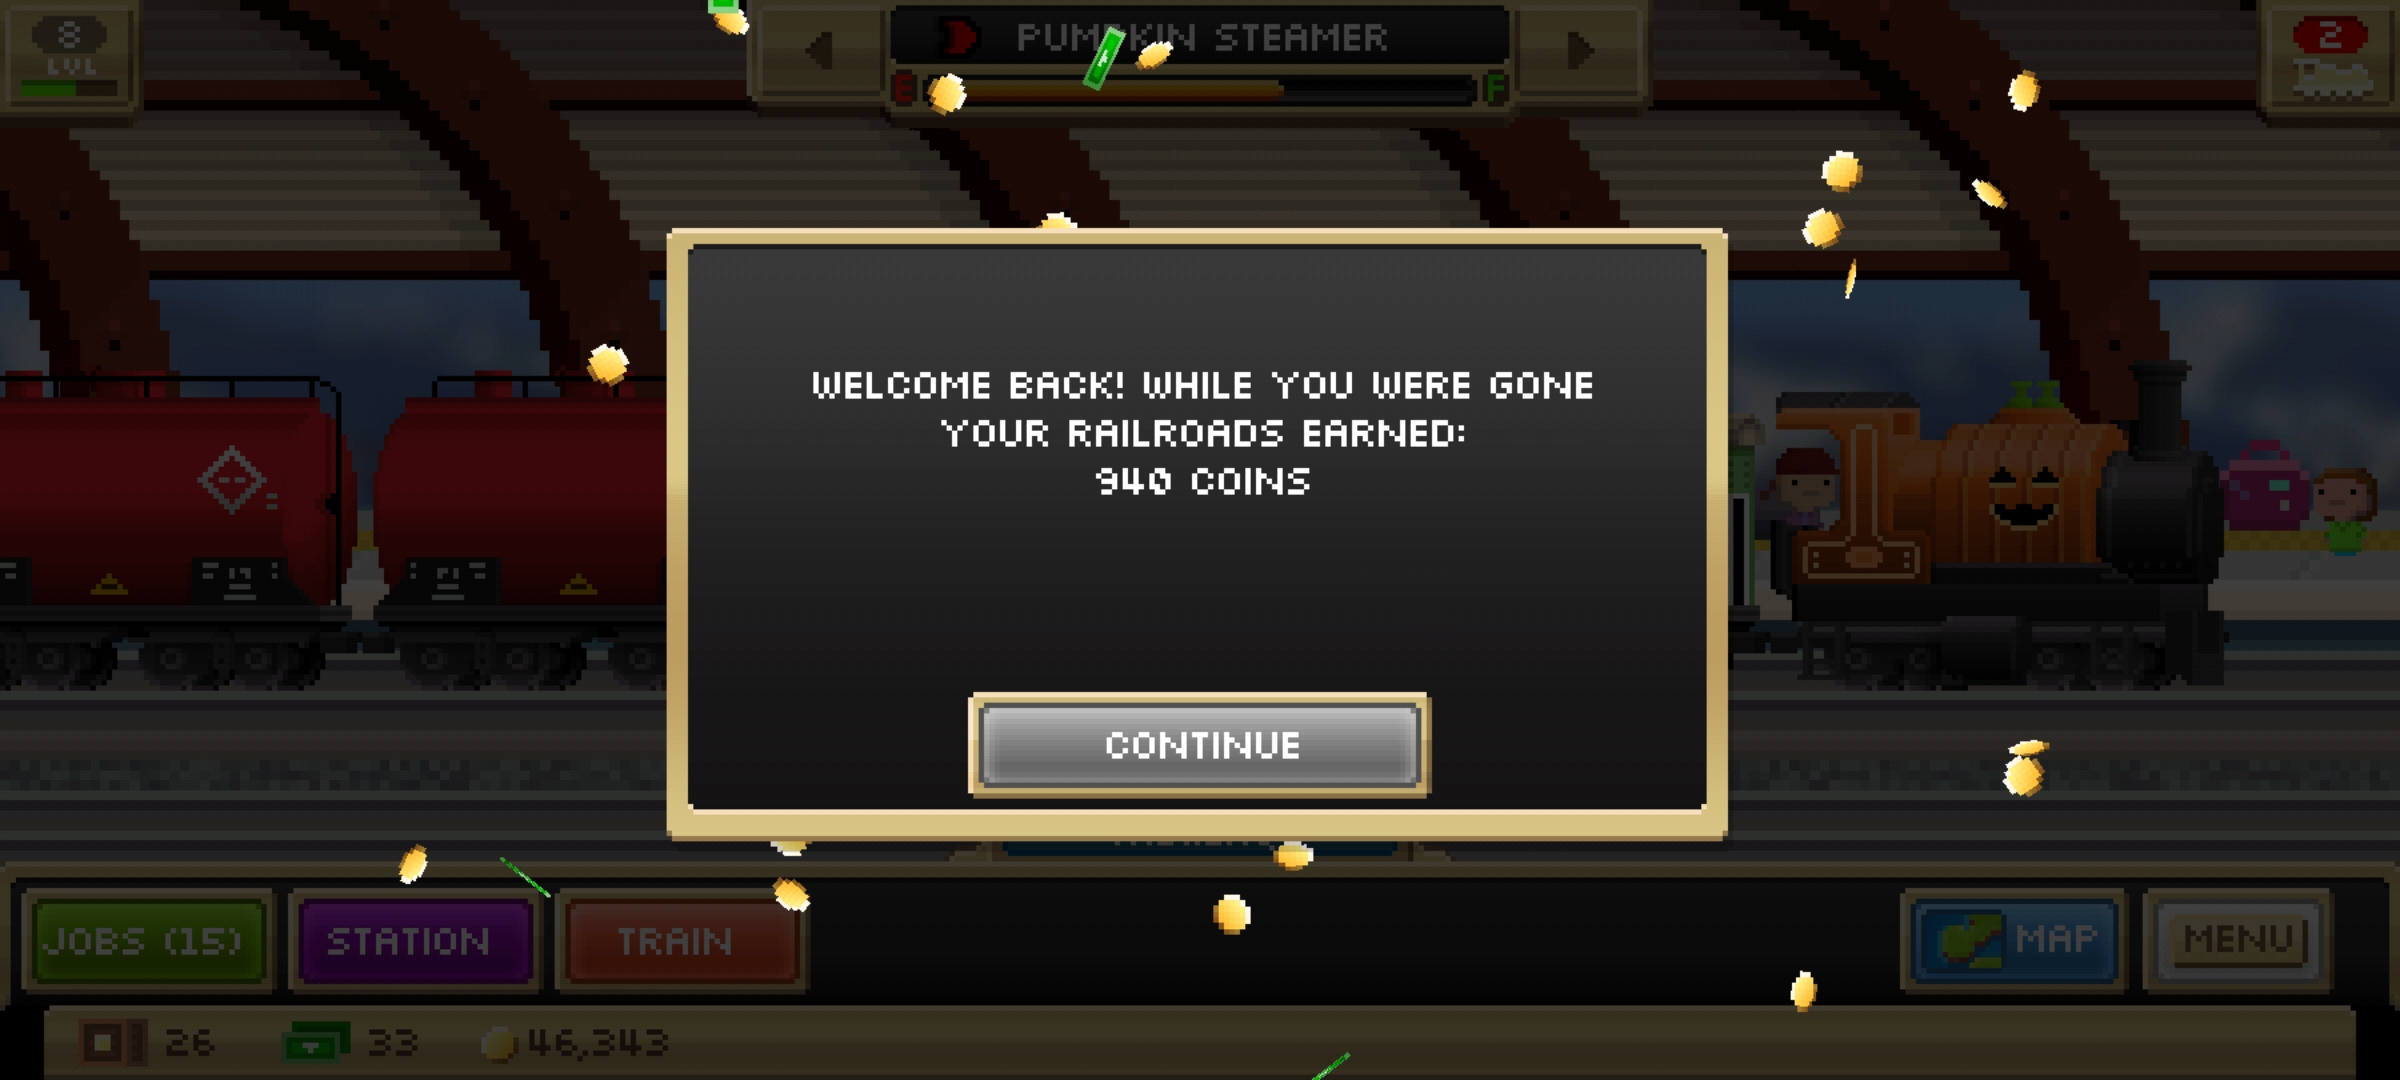 8
LVL
PUMPKIN STEAMER
E F
2
WELCOME BACK! WHILE YOU WERE GONE
YOUR RAILROADS EARNED:
940 COINS
CONTINUE
JOBS (15)
STATION
TRAIN
MAP
MENU
26
33
46,343